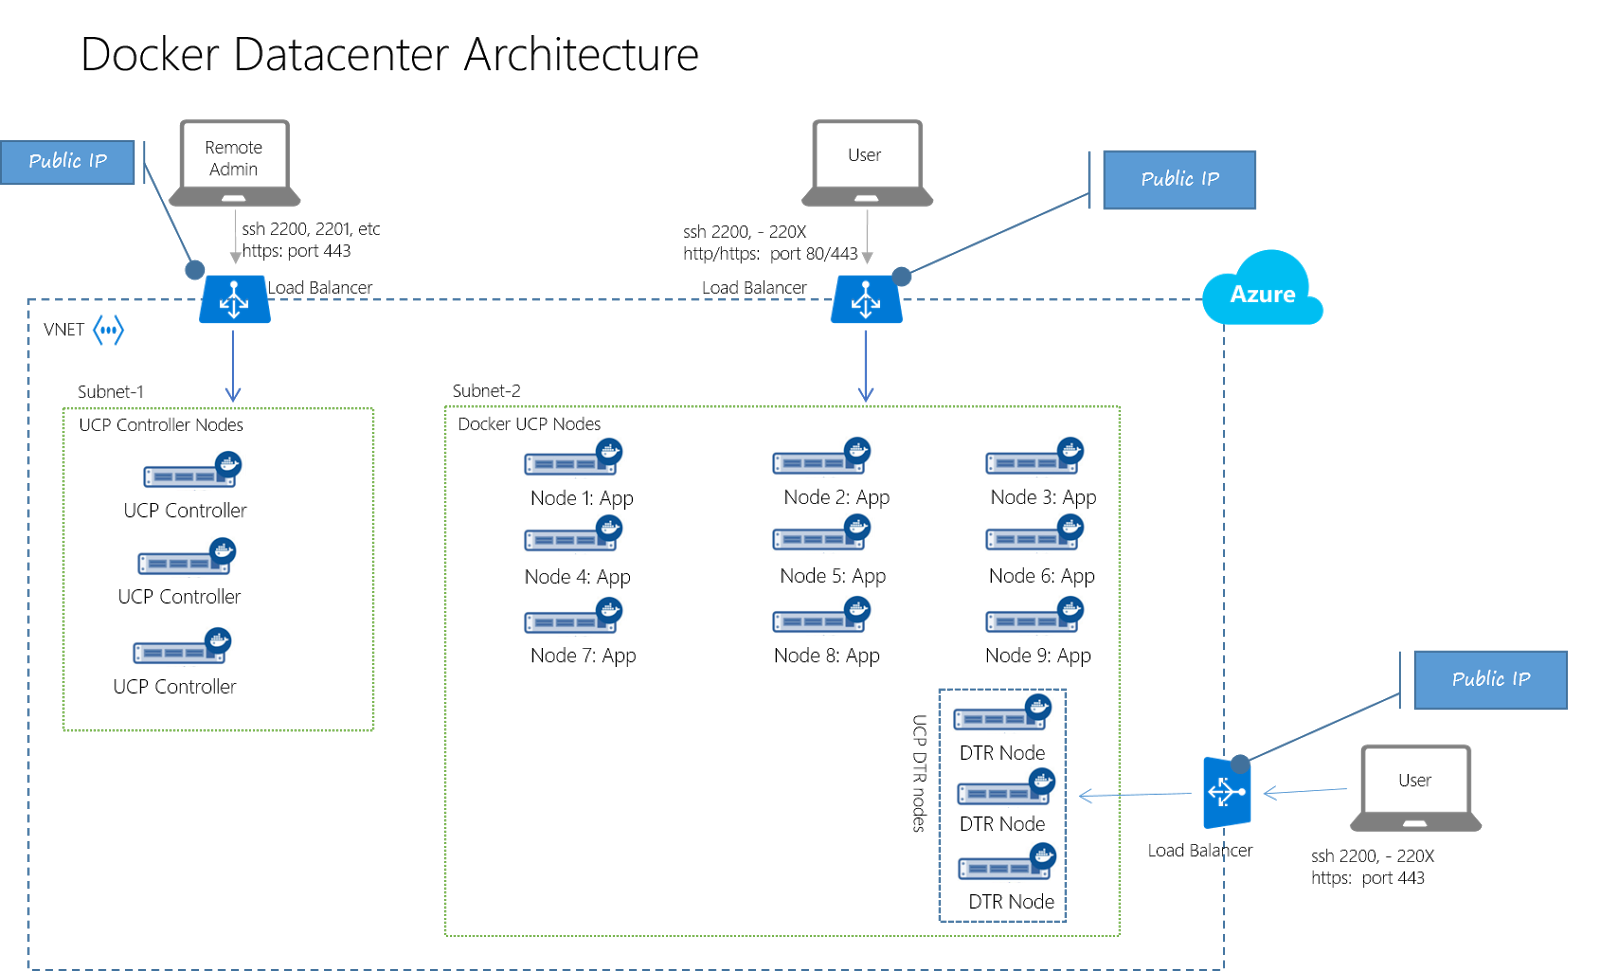 Docker Datacenter Architecture
Public IP
Remote
Admin
ssh 2200, 2201, etc
https: port 443
Load Balancer
User
Public IP
ssh 2200, - 220X
http/https:  port 80/443
Load Balancer
Azure
VNET
Subnet-1
UCP Controller Nodes
UCP Controller
UCP Controller
UCP Controller
Subnet-2
Docker UCP Nodes
Node 1: App
Node 2: App
Node 3: App
Node 4: App
Node 5: App
Node 6: App
Node 7: App
Node 8: App
Node 9: App
UCP DTR nodes
DTR Node
DTR Node
DTR Node
Public IP
User
Load Balancer
ssh 2200, - 220X
https:  port 443